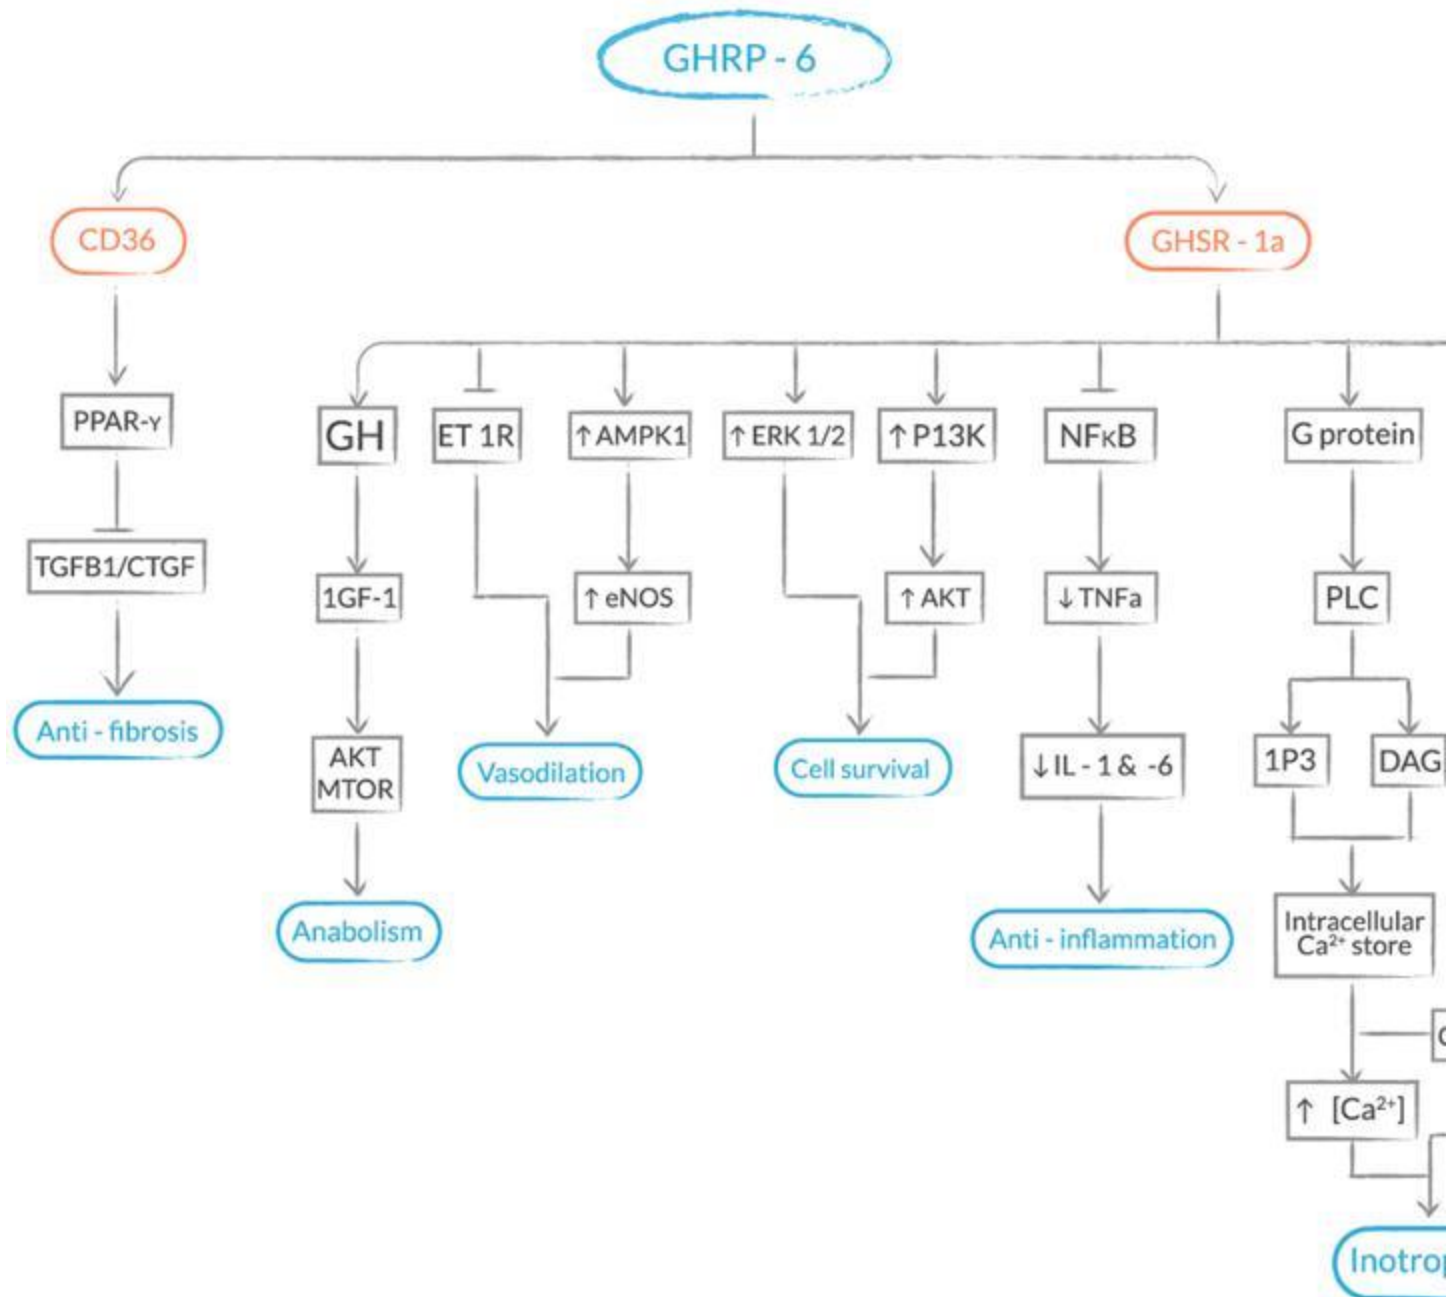 GHRP - 6
CD36
GHSR - 1a
PPAR-γ
GH
ET 1R
↑ AMPK1
↑ ERK 1/2
↑ P13K
NFκB
G protein
TGFB1/CTGF
1GF-1
↑ eNOS
↑ AKT
↓ TNFa
PLC
Anti - fibrosis
AKT
MTOR
Vasodilation
Cell survival
↓ IL - 1 & -6
1P3
DAG
Anabolism
Anti - inflammation
Intracellular
Ca²⁺ store
↑ [Ca²⁺]
Inotrop